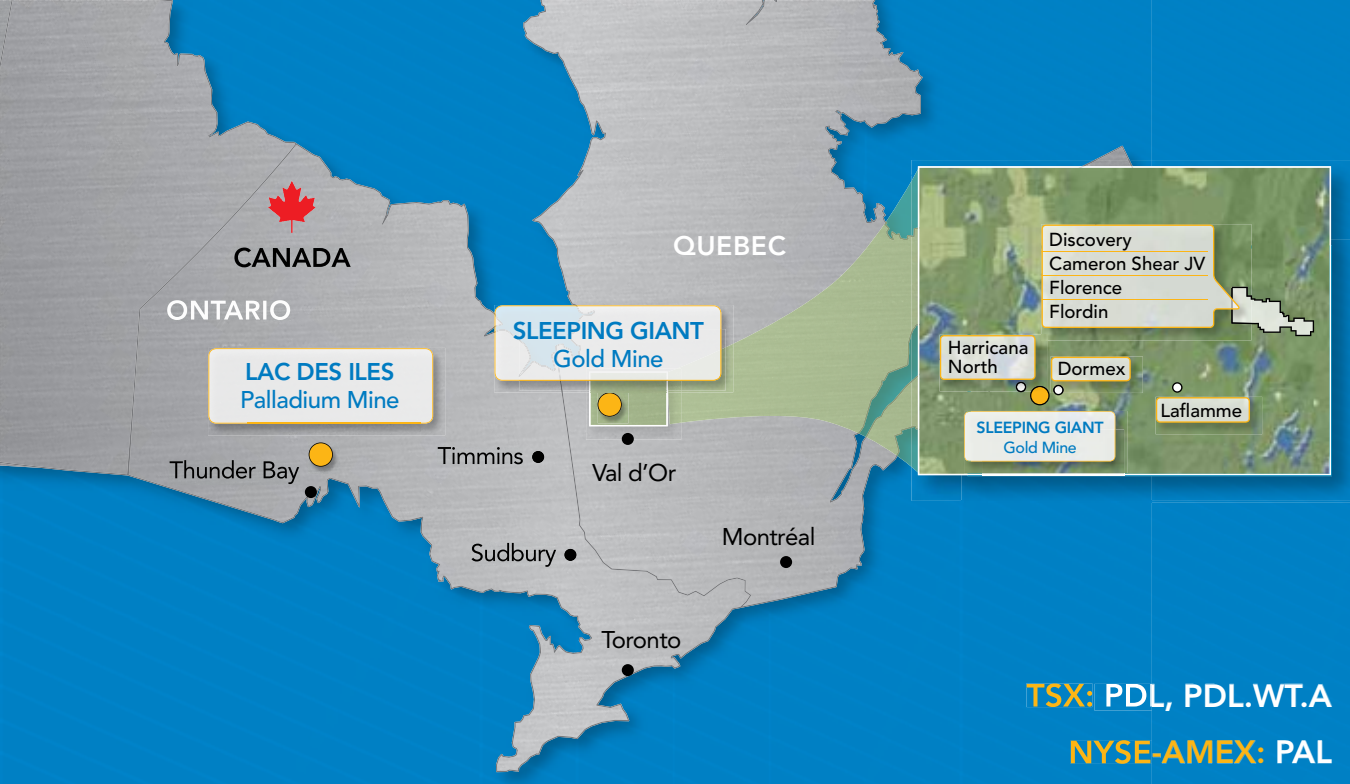 CANADA
ONTARIO
QUEBEC
LAC DES ILES
Palladium Mine
SLEEPING GIANT
Gold Mine
Thunder Bay
Timmins
Val d’Or
Sudbury
Montréal
Toronto
Discovery
Cameron Shear JV
Florence
Flordin
Harricana
North
Dormex
Laflamme
SLEEPING GIANT
Gold Mine
TSX: PDL, PDL.WT.A
NYSE-AMEX: PAL